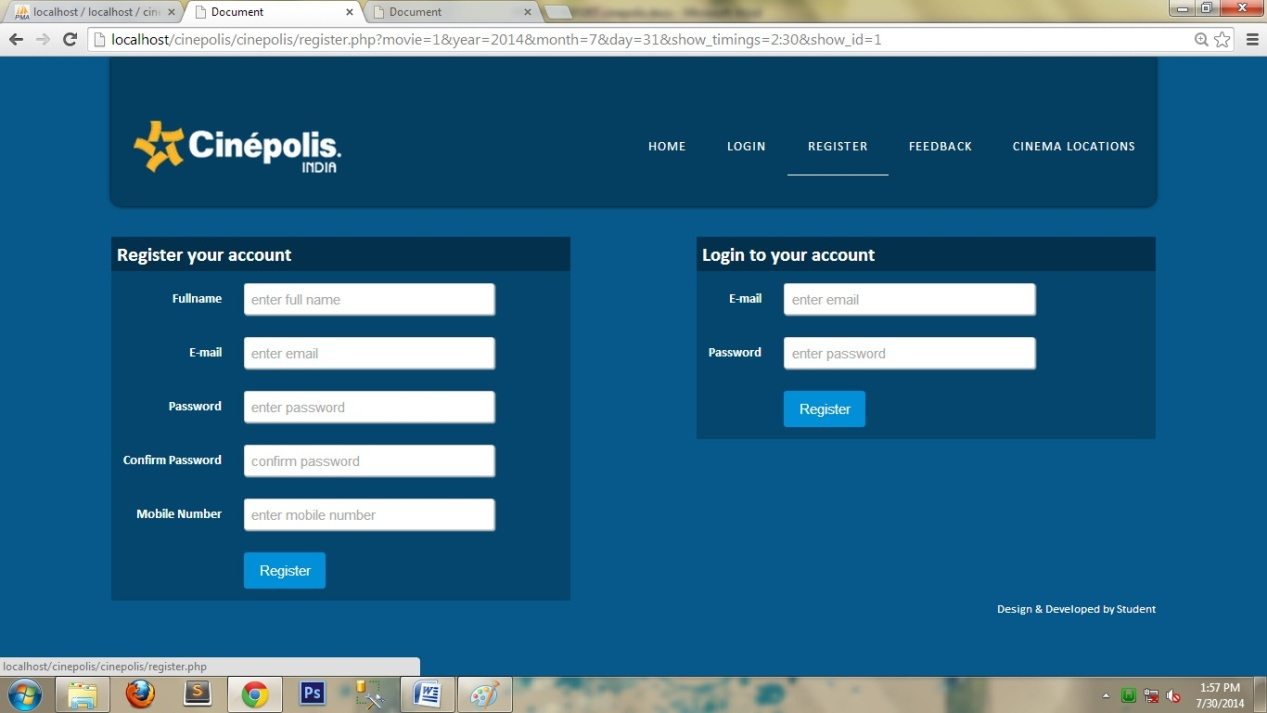 localhost / localhost / cin
Document
Document
localhost/cinepolis/cinepolis/register.php?movie=1&year=2014&month=7&day=31&show_timings=2:30&show_id=1
Cinépolis.
INDIA
HOME LOGIN REGISTER FEEDBACK CINEMA LOCATIONS
Register your account
Fullname enter full name
E-mail enter email
Password enter password
Confirm Password confirm password
Mobile Number enter mobile number
Register
Login to your account
E-mail enter email
Password enter password
Register
Design & Developed by Student
localhost/cinepolis/cinepolis/register.php
Ps
1:57 PM
7/30/2014